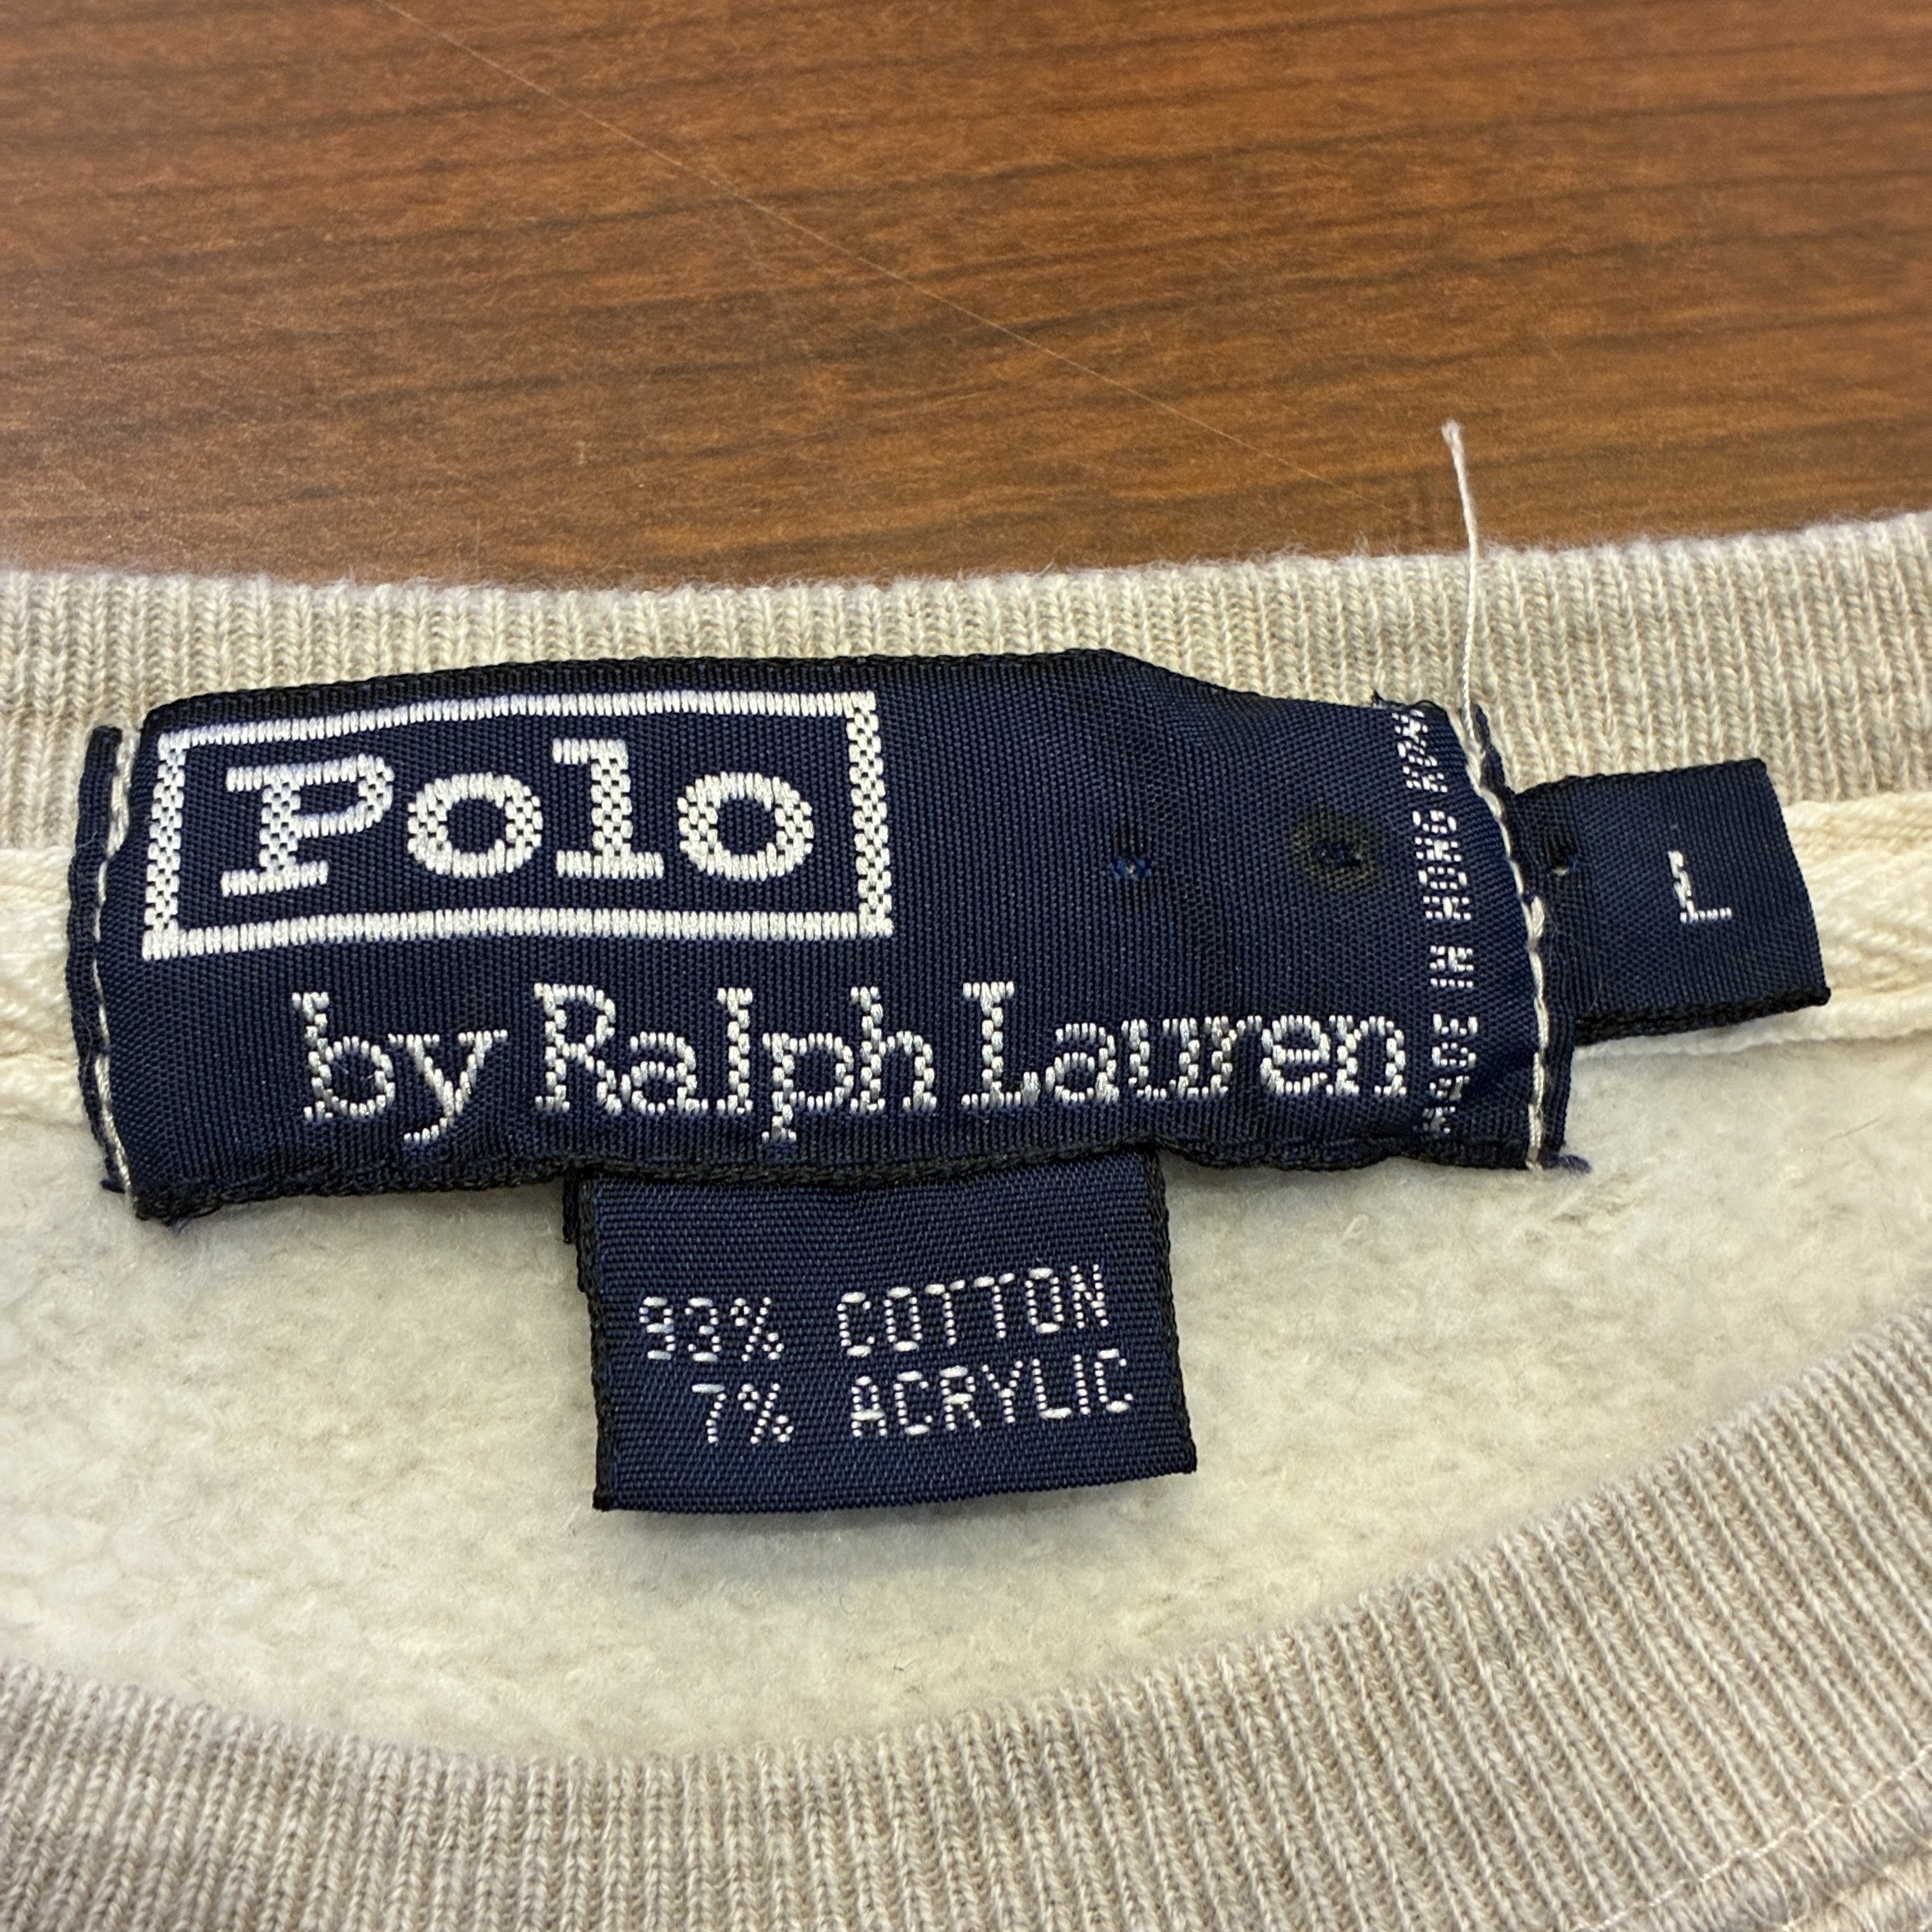 Polo
by Ralph Lauren
MADE IN HONG KONG
L
93% COTTON
7% ACRYLIC